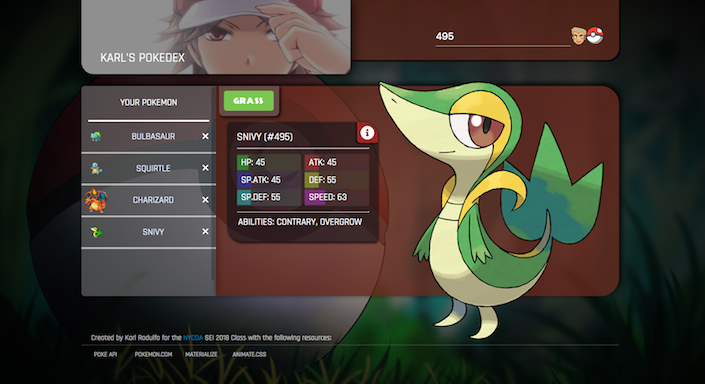 KARL'S POKEDEX
495
YOUR POKEMON
BULBASAUR ×
SQUIRTLE ×
CHARIZARD ×
SNIVY ×
GRASS
SNIVY (#495)
HP: 45 ATK: 45
SP.ATK: 45 DEF: 55
SP.DEF: 55 SPEED: 63
ABILITIES: CONTRARY, OVERGROW
Created by Karl Rodulfo for the NYCDA SEI 2018 Class with the following resources:
POKE API POKEMON.COM MATERIALIZE ANIMATE.CSS